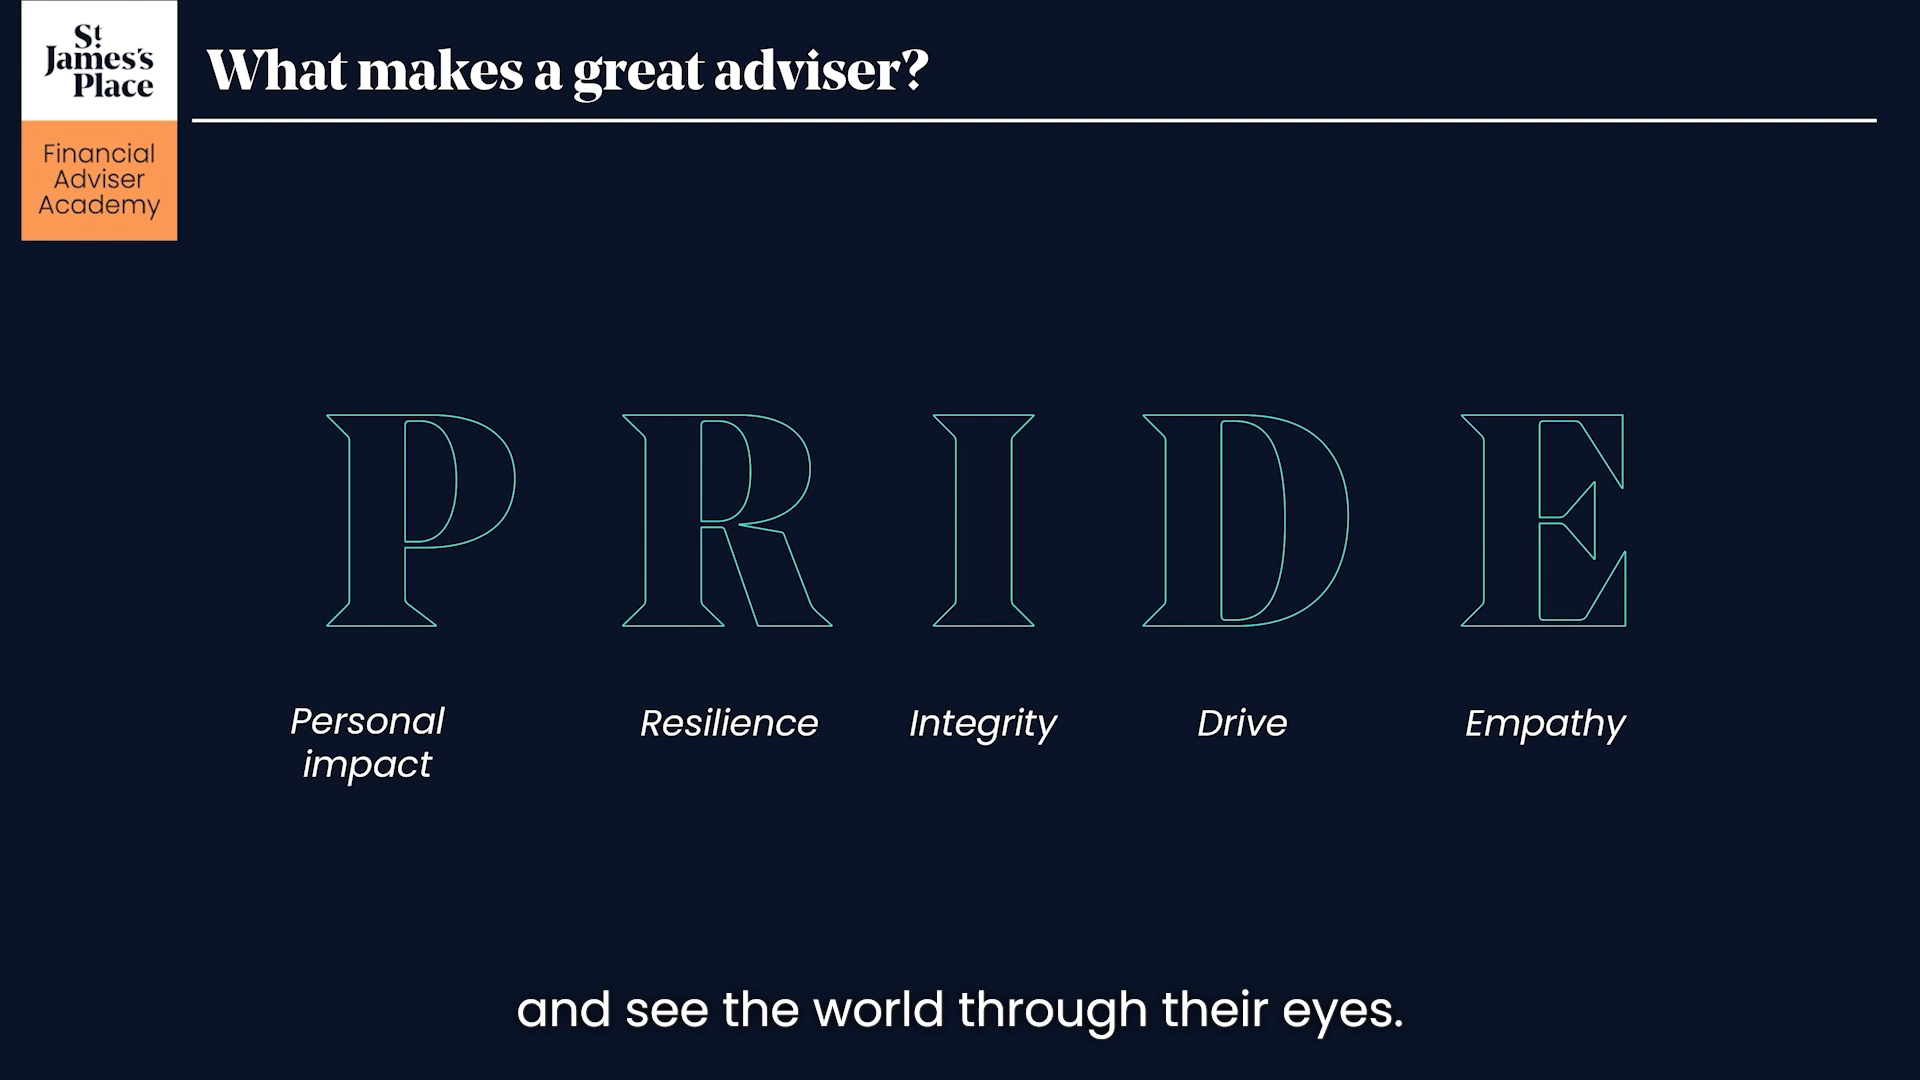 St
James's
Place
Financial
Adviser
Academy
What makes a great adviser?
P R I D E
Personal
impact
Resilience
Integrity
Drive
Empathy
and see the world through their eyes.